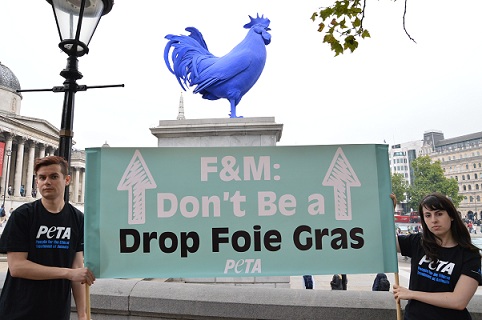 F&M:
Don't Be a
Drop Foie Gras
PETA
PETA
PETA